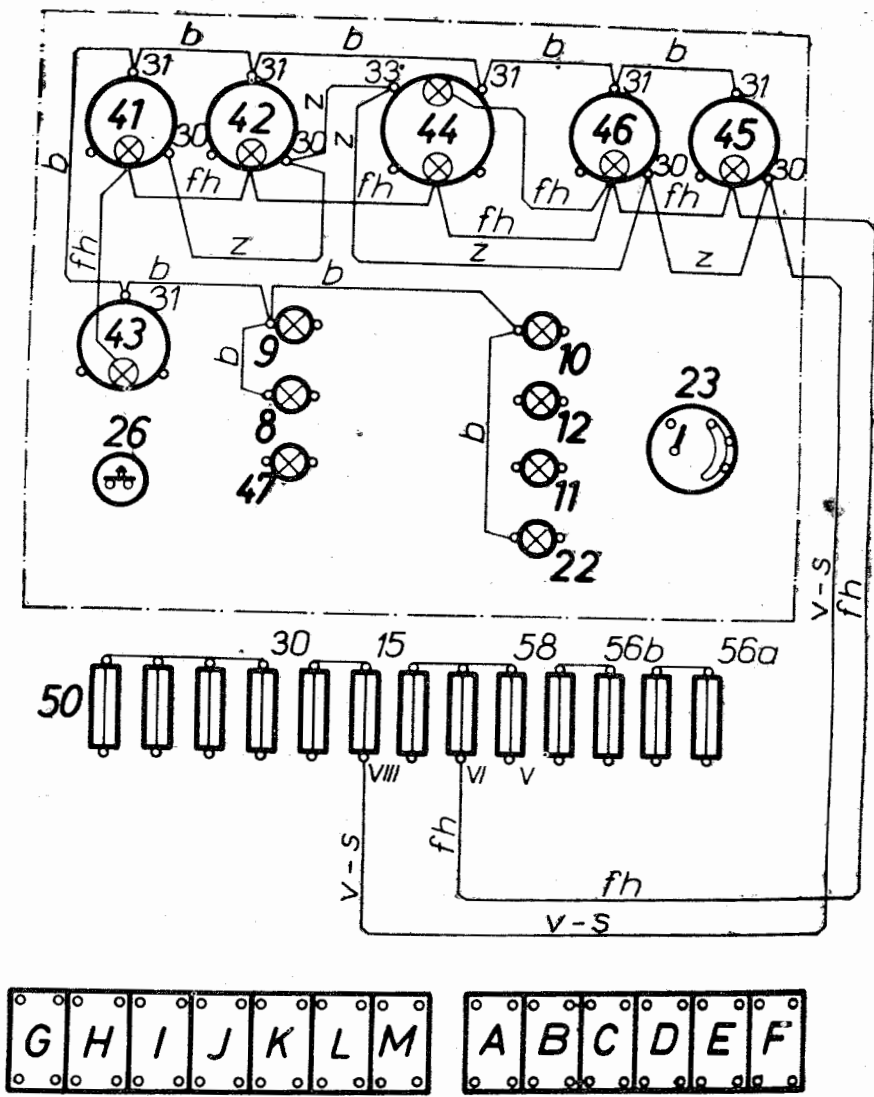 b b b b
31 31 33 31 31 31
41 42 z 44 46 45
30 30 z 30 30
b fh fh fh fh
fh z fh z z
b b
31
43 9 10
b 23
26 8 b 12
47 11
22
v-s
fh
30 15 58 56b 56a
50
VIII VI V
v-s fh
fh
v-s
G H I J K L M A B C D E F